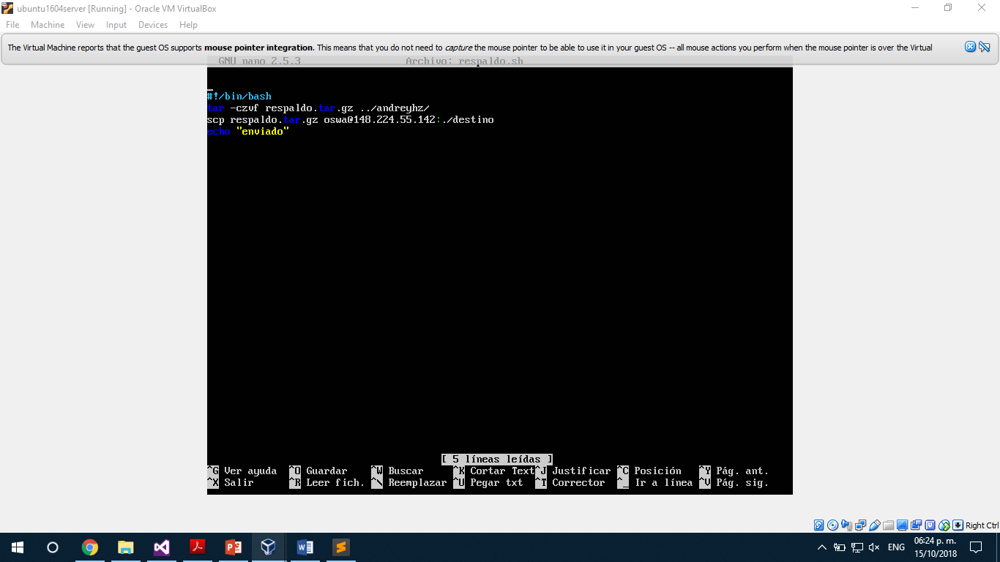 ubuntu1604server [Running] - Oracle VM VirtualBox
File Machine View Input Devices Help
The Virtual Machine reports that the guest OS supports mouse pointer integration. This means that you do not need to capture the mouse pointer to be able to use it in your guest OS -- all mouse actions you perform when the mouse pointer is over the Virtual
GNU nano 2.5.3 Archivo: respaldo.sh
#!/bin/bash
tar -czvf respaldo.tar.gz ../andreyhz/
scp respaldo.tar.gz oswa@148.224.55.142:./destino
echo "enviado"
[ 5 líneas leídas ]
^G Ver ayuda ^O Guardar ^W Buscar ^K Cortar Text ^J Justificar ^C Posición ^Y Pág. ant.
^X Salir ^R Leer fich. ^\ Reemplazar ^U Pegar txt ^T Corrector ^_ Ir a línea ^V Pág. sig.
Right Ctrl
ENG
06:24 p. m.
15/10/2018